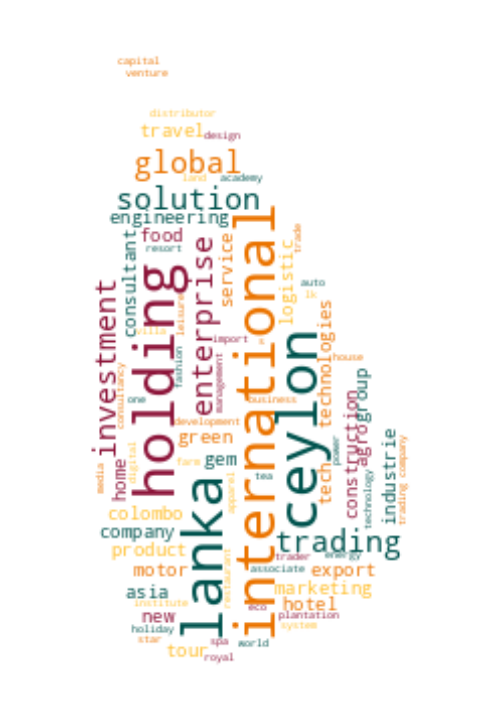 capital
venture
distributor
travel
design
global
land
academy
solution
engineering
food
resort
consultant
holding
enterprise
service
international
logistic
trade
auto
lk
investment
villa
leisure
import
s
ceylon
technologies
house
consultancy
one
fashion
management
business
group
construction
agro
development
green
gem
tea
tech
power
industrie
trading company
technology
media
home
digital
farm
lanka
apparel
colombo
company
product
trading
trader
energy
motor
associate
export
asia
restaurant
marketing
institute
eco
hotel
new
plantation
holiday
system
star
spa
world
tour
royal